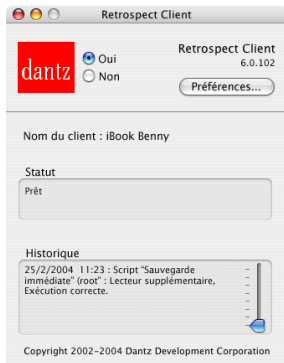 Retrospect Client
dantz
Oui
Non
Retrospect Client
6.0.102
Préférences...
Nom du client : iBook Benny
Statut
Prêt
Historique
25/2/2004 11:23 : Script "Sauvegarde
immédiate" (root" : Lecteur supplémentaire,
Exécution correcte.
Copyright 2002-2004 Dantz Development Corporation